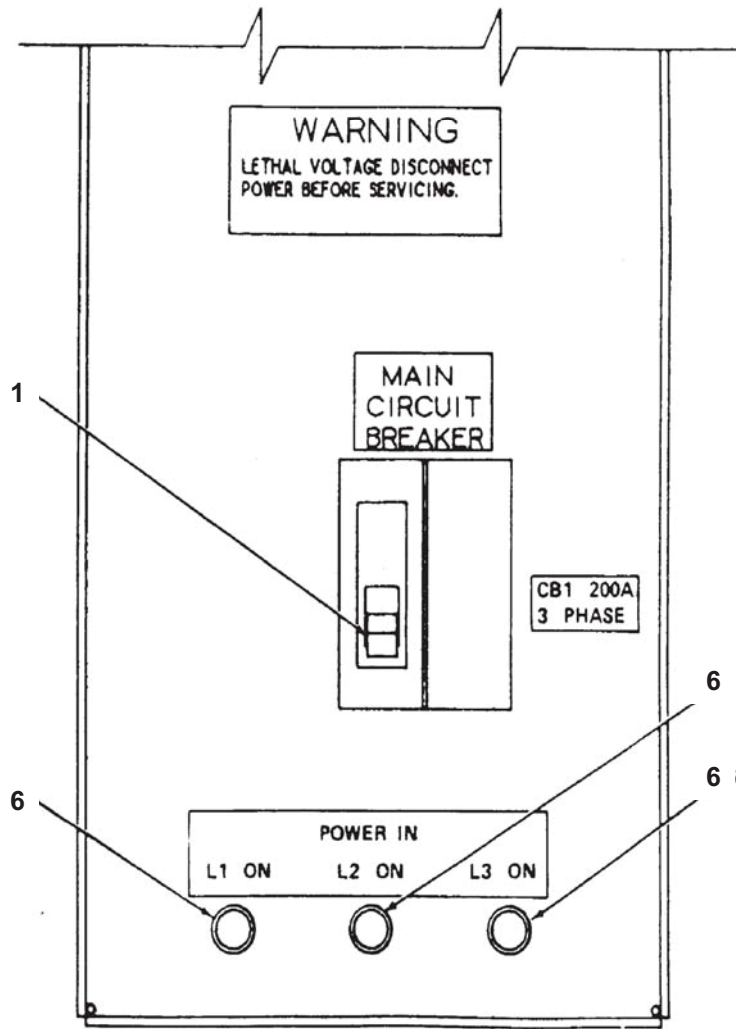 WARNING
LETHAL VOLTAGE DISCONNECT
POWER BEFORE SERVICING.
MAIN
CIRCUIT
BREAKER
1
CB1 200A
3 PHASE
6
6
6
POWER IN
L1 ON L2 ON L3 ON